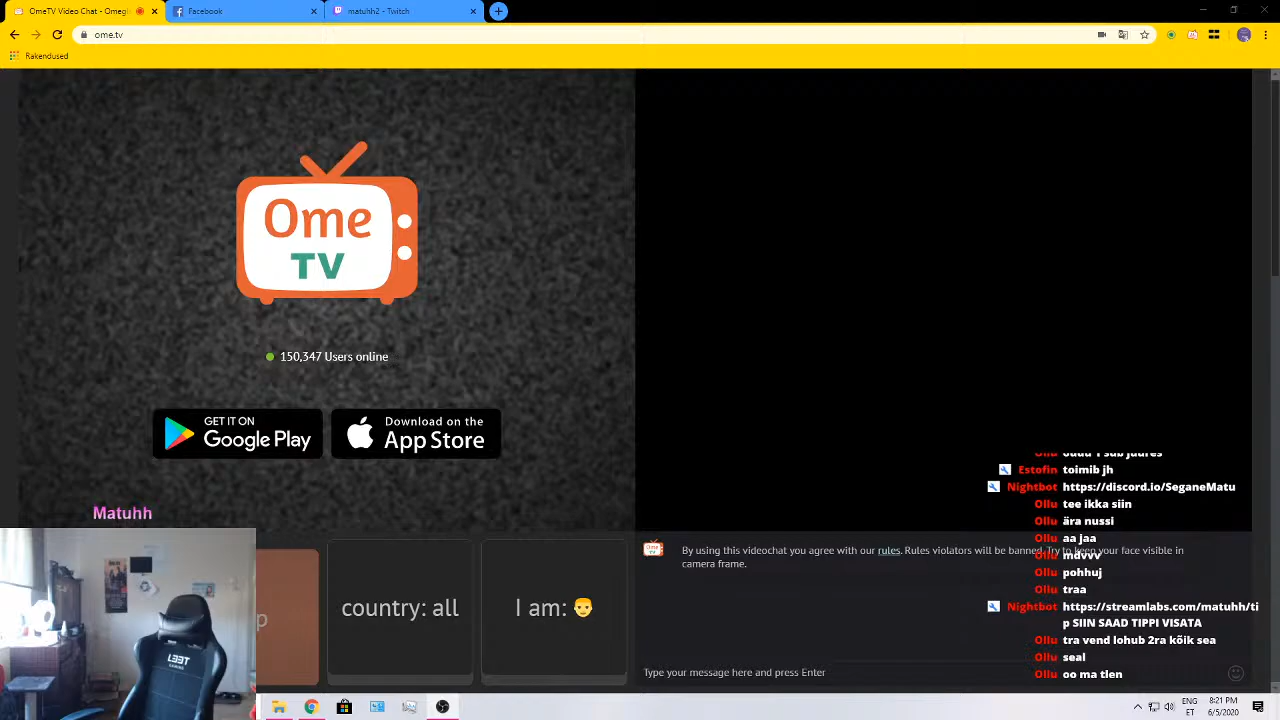 OmeTV Video Chat - Omegl
Facebook
matuhh2 - Twitch
ome.tv
Rakendused
Ome
TV
150,347 Users online
GET IT ON
Google Play
Download on the
App Store
Matuhh
L33T
GAMING
p
country: all
I am:
Ollu
Estofin toimib jh
Nightbot https://discord.io/SeganeMatu
Ollu tee ikka siin
Ollu ära nussi
Ollu aa jaa
By using this videochat you agree with our rules. Rules violators will be banned. Try to keep your face visible in
camera frame.
Ollu mdvvv
Ollu pohhuj
Ollu traa
Nightbot https://streamlabs.com/matuhh/ti
p SIIN SAAD TIPPI VISATA
Ollu tra vend lohub 2ra kõik sea
Ollu seal
Ollu oo ma tlen
Type your message here and press Enter
ENG
ET
8:21 PM
6/5/2020